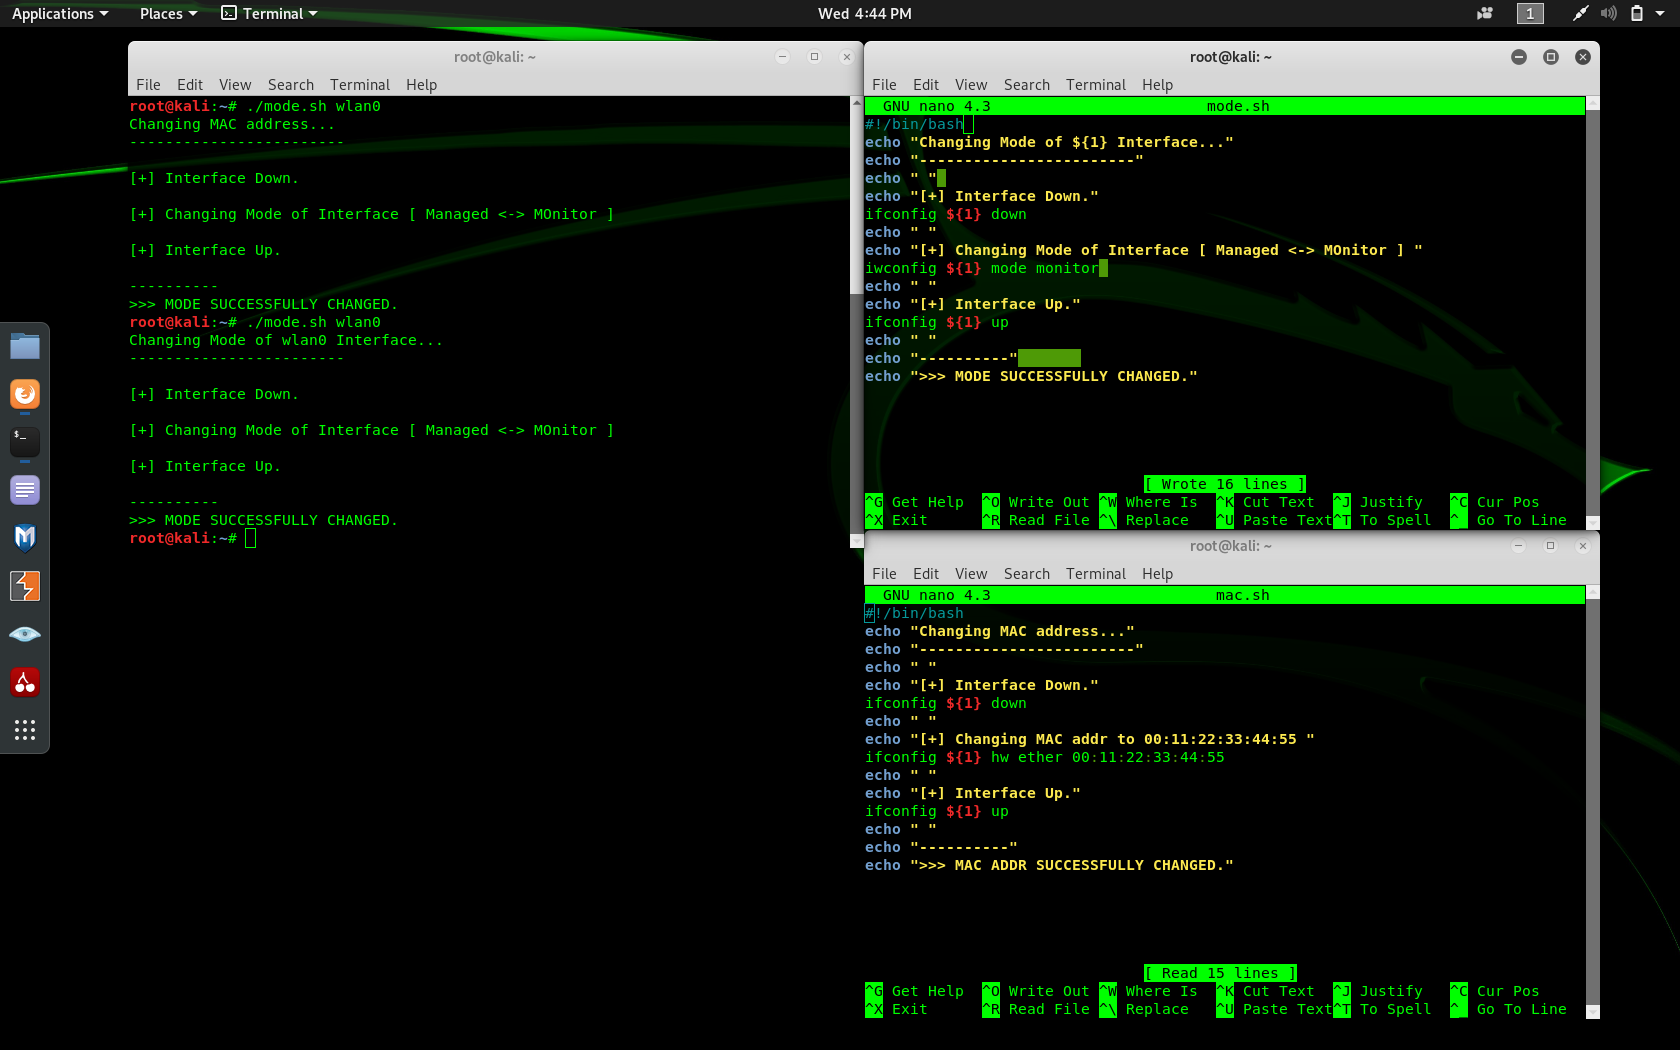 Applications Places Terminal Wed 4:44 PM 1
root@kali: ~
File Edit View Search Terminal Help
root@kali:~# ./mode.sh wlan0
Changing MAC address...
------------------------
[+] Interface Down.
[+] Changing Mode of Interface [ Managed <-> MOnitor ]
[+] Interface Up.
----------
>>> MODE SUCCESSFULLY CHANGED.
root@kali:~# ./mode.sh wlan0
Changing Mode of wlan0 Interface...
------------------------
[+] Interface Down.
[+] Changing Mode of Interface [ Managed <-> MOnitor ]
[+] Interface Up.
----------
>>> MODE SUCCESSFULLY CHANGED.
root@kali:~#
root@kali: ~
File Edit View Search Terminal Help
GNU nano 4.3 mode.sh
#!/bin/bash
echo "Changing Mode of ${1} Interface..."
echo "------------------------"
echo " "
echo "[+] Interface Down."
ifconfig ${1} down
echo " "
echo "[+] Changing Mode of Interface [ Managed <-> MOnitor ] "
iwconfig ${1} mode monitor
echo " "
echo "[+] Interface Up."
ifconfig ${1} up
echo " "
echo "----------"
echo ">>> MODE SUCCESSFULLY CHANGED."
[ Wrote 16 lines ]
^G Get Help ^O Write Out ^W Where Is ^K Cut Text ^J Justify ^C Cur Pos
^X Exit ^R Read File ^\ Replace ^U Paste Text ^T To Spell ^_ Go To Line
root@kali: ~
File Edit View Search Terminal Help
GNU nano 4.3 mac.sh
#!/bin/bash
echo "Changing MAC address..."
echo "------------------------"
echo " "
echo "[+] Interface Down."
ifconfig ${1} down
echo " "
echo "[+] Changing MAC addr to 00:11:22:33:44:55 "
ifconfig ${1} hw ether 00:11:22:33:44:55
echo " "
echo "[+] Interface Up."
ifconfig ${1} up
echo " "
echo "----------"
echo ">>> MAC ADDR SUCCESSFULLY CHANGED."
[ Read 15 lines ]
^G Get Help ^O Write Out ^W Where Is ^K Cut Text ^J Justify ^C Cur Pos
^X Exit ^R Read File ^\ Replace ^U Paste Text ^T To Spell ^_ Go To Line